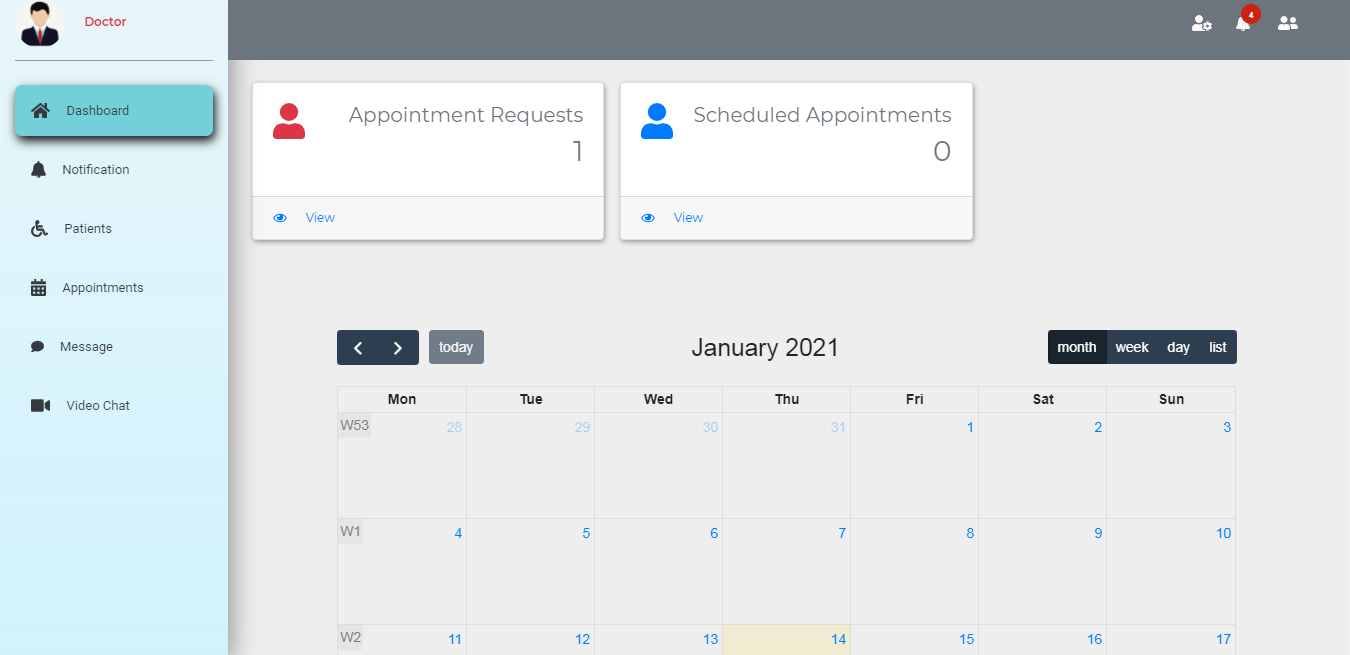 Doctor
4
Dashboard
Notification
Patients
Appointments
Message
Video Chat
Appointment Requests
1
View
Scheduled Appointments
0
View
today
January 2021
month week day list
Mon Tue Wed Thu Fri Sat Sun
W53 28 29 30 31 1 2 3
W1 4 5 6 7 8 9 10
W2 11 12 13 14 15 16 17